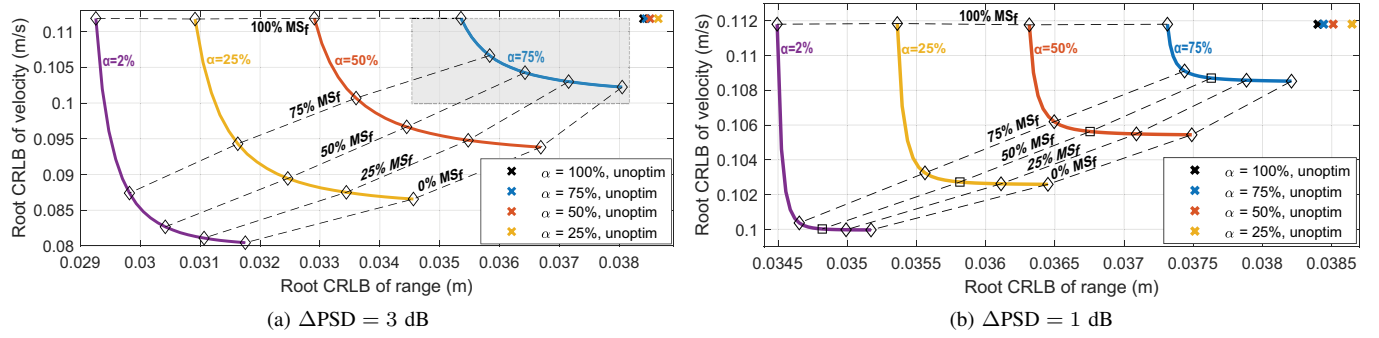 Root CRLB of velocity (m/s)
0.11
0.105
0.1
0.095
0.09
0.085
0.08
100% MSf
α=2%
α=25%
α=50%
α=75%
75% MSf
50% MSf
25% MSf
0% MSf
α = 100%, unoptim
α = 75%, unoptim
α = 50%, unoptim
α = 25%, unoptim
0.029 0.03 0.031 0.032 0.033 0.034 0.035 0.036 0.037 0.038
Root CRLB of range (m)
(a) ΔPSD = 3 dB
Root CRLB of velocity (m/s)
0.112
0.11
0.108
0.106
0.104
0.102
0.1
100% MSf
α=2%
α=25%
α=50%
α=75%
75% MSf
50% MSf
25% MSf
0% MSf
α = 100%, unoptim
α = 75%, unoptim
α = 50%, unoptim
α = 25%, unoptim
0.0345 0.035 0.0355 0.036 0.0365 0.037 0.0375 0.038 0.0385
Root CRLB of range (m)
(b) ΔPSD = 1 dB